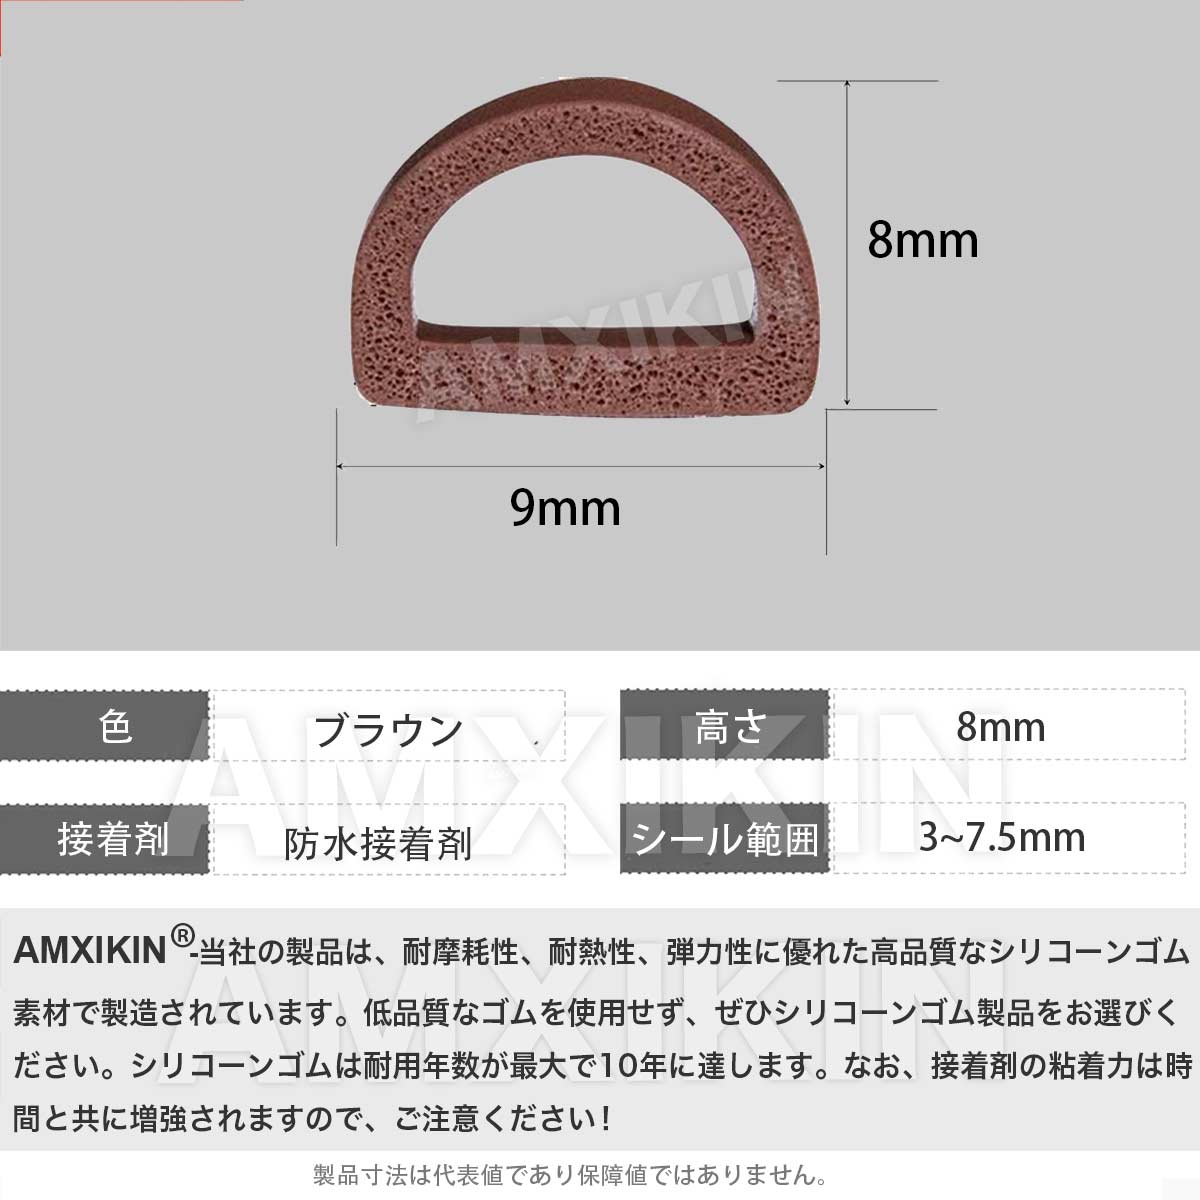 8mm
AMXIKIN
9mm
色 ブラウン 高さ 8mm
AMXIKIN
接着剤 防水接着剤 シール範囲 3~7.5mm
AMXIKIN®-当社の製品は、耐摩耗性、耐熱性、弾力性に優れた高品質なシリコーンゴム
素材で製造されています。低品質なゴムを使用せず、ぜひシリコーンゴム製品をお選びく
AMXIKIN
ださい。シリコーンゴムは耐用年数が最大で10年に達します。なお、接着剤の粘着力は時
間と共に増強されますので、ご注意ください!
製品寸法は代表値であり保障値ではありません。